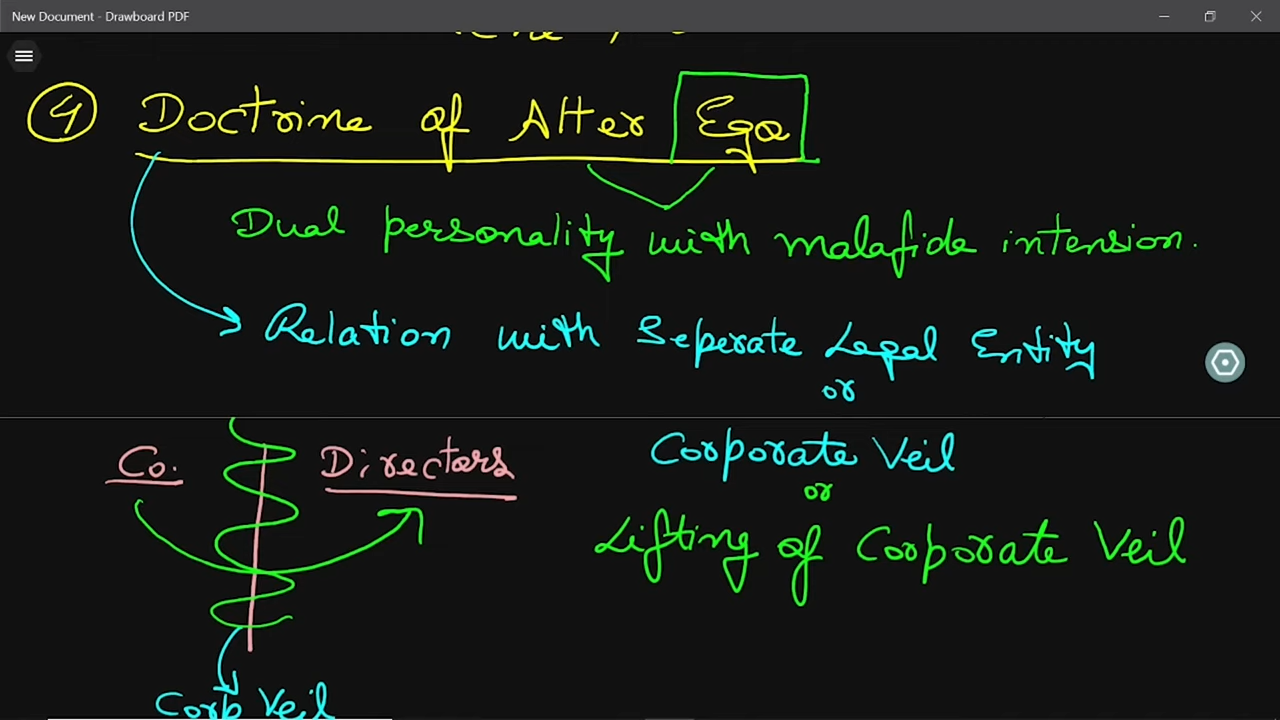 New Document - Drawboard PDF
4 Doctrine of Alter Ego
Dual personality with malafide intension.
Relation with Seperate Legal Entity
or
Co. Directors Corporate Veil
or
Lifting of Corporate Veil
Corp Veil